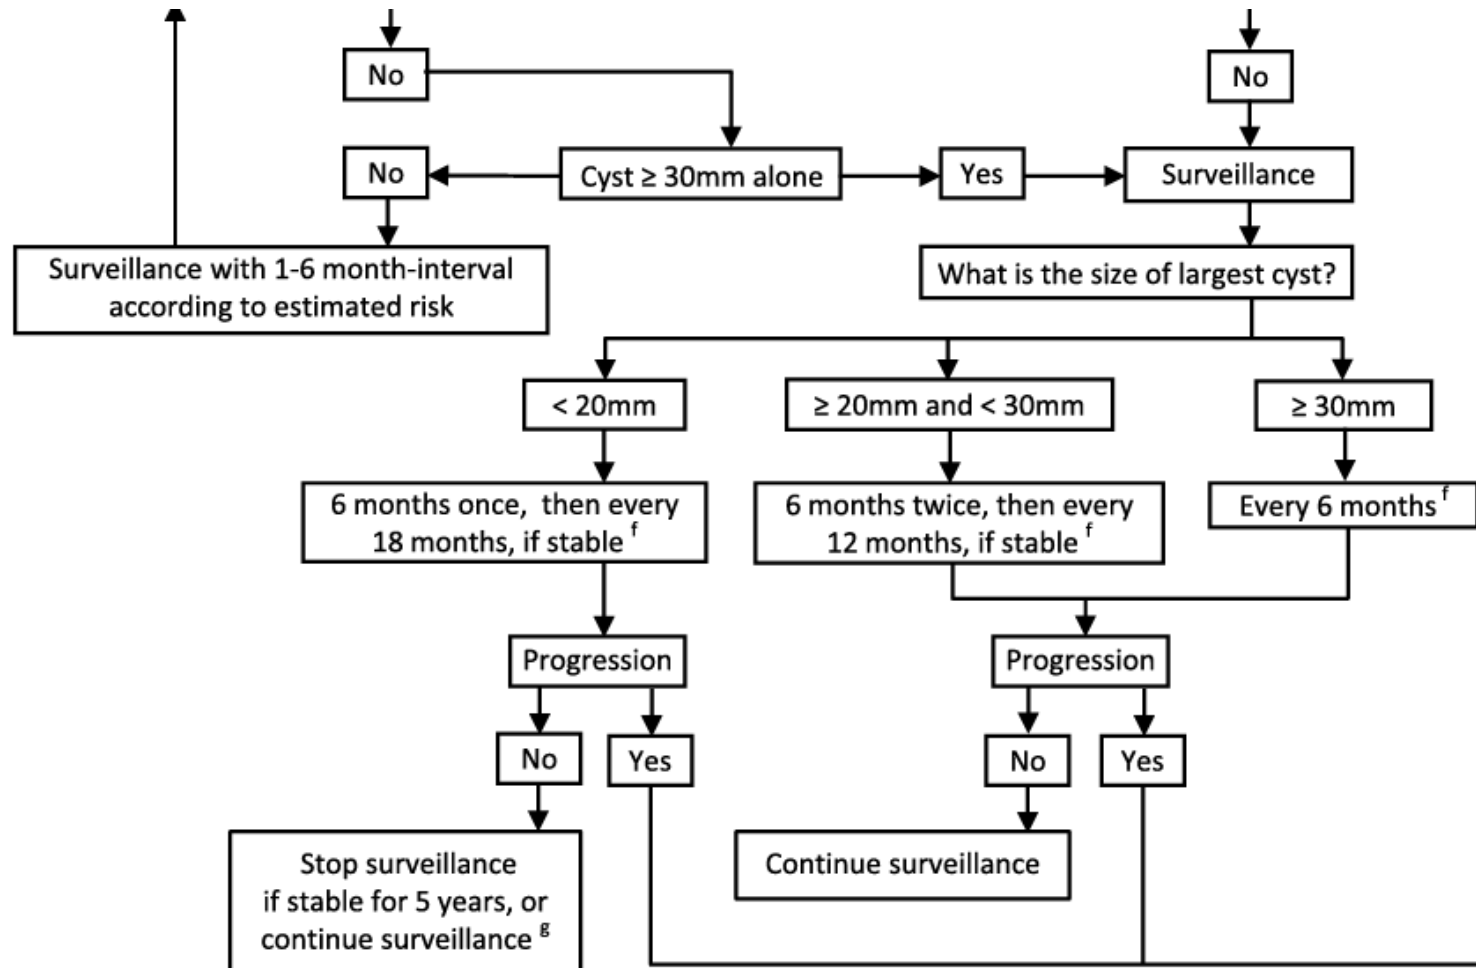 No
No
No
Cyst ≥ 30mm alone
Yes
Surveillance
Surveillance with 1-6 month-interval
according to estimated risk
What is the size of largest cyst?
< 20mm
≥ 20mm and < 30mm
≥ 30mm
6 months once, then every
18 months, if stable f
6 months twice, then every
12 months, if stable f
Every 6 months f
Progression
Progression
No
Yes
No
Yes
Stop surveillance
if stable for 5 years, or
continue surveillance g
Continue surveillance